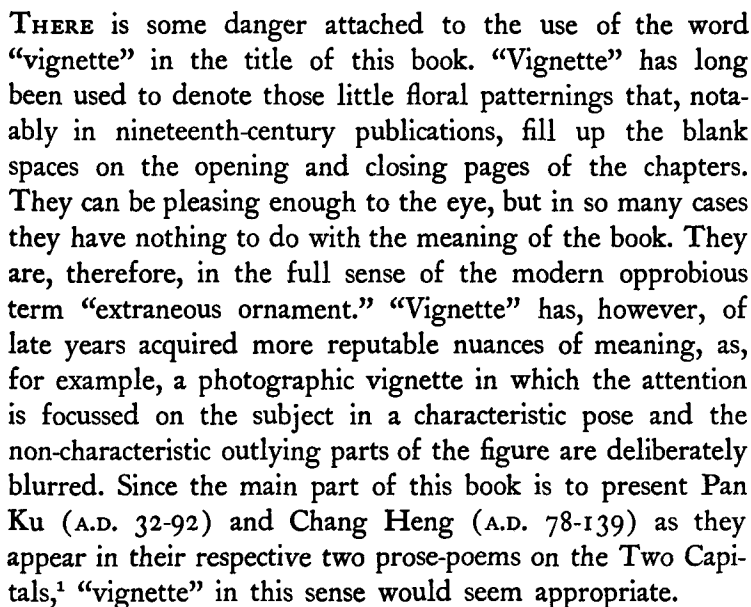 THERE is some danger attached to the use of the word
“vignette” in the title of this book. “Vignette” has long
been used to denote those little floral patternings that, nota-
ably in nineteenth-century publications, fill up the blank
spaces on the opening and closing pages of the chapters.
They can be pleasing enough to the eye, but in so many cases
they have nothing to do with the meaning of the book. They
are, therefore, in the full sense of the modern opprobious
term “extraneous ornament.” “Vignette” has, however, of
late years acquired more reputable nuances of meaning, as,
for example, a photographic vignette in which the attention
is focussed on the subject in a characteristic pose and the
non-characteristic outlying parts of the figure are deliberately
blurred. Since the main part of this book is to present Pan
Ku (A.D. 32-92) and Chang Heng (A.D. 78-139) as they
appear in their respective two prose-poems on the Two Capi-
tals,¹ “vignette” in this sense would seem appropriate.